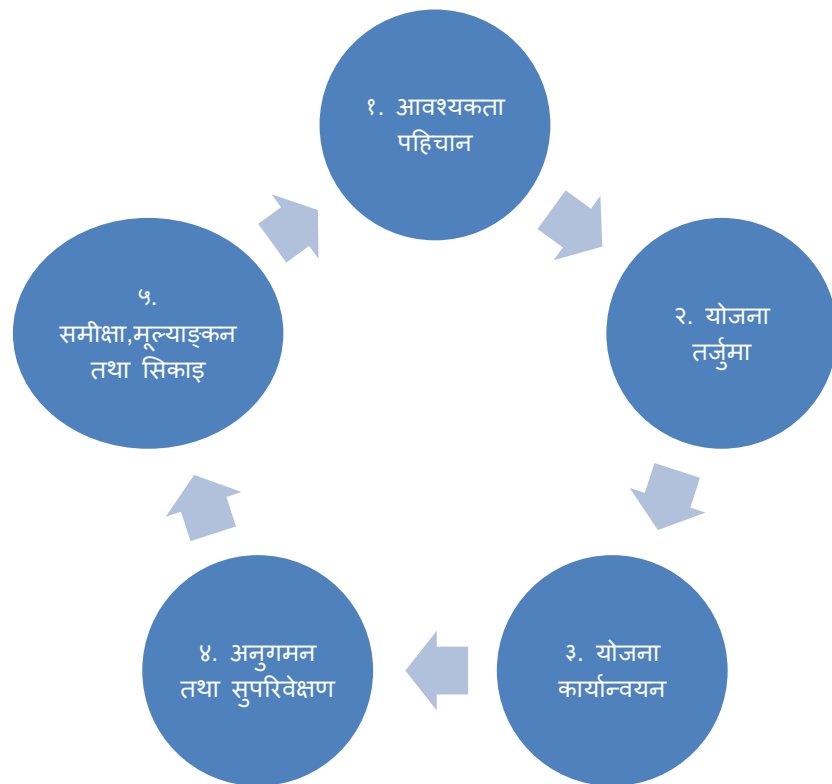 १. आवश्यकता
पहिचान
२. योजना
तर्जुमा
३. योजना
कार्यान्वयन
४. अनुगमन
तथा सुपरिवेक्षण
५.
समीक्षा,मूल्याङ्कन
तथा सिकाइ